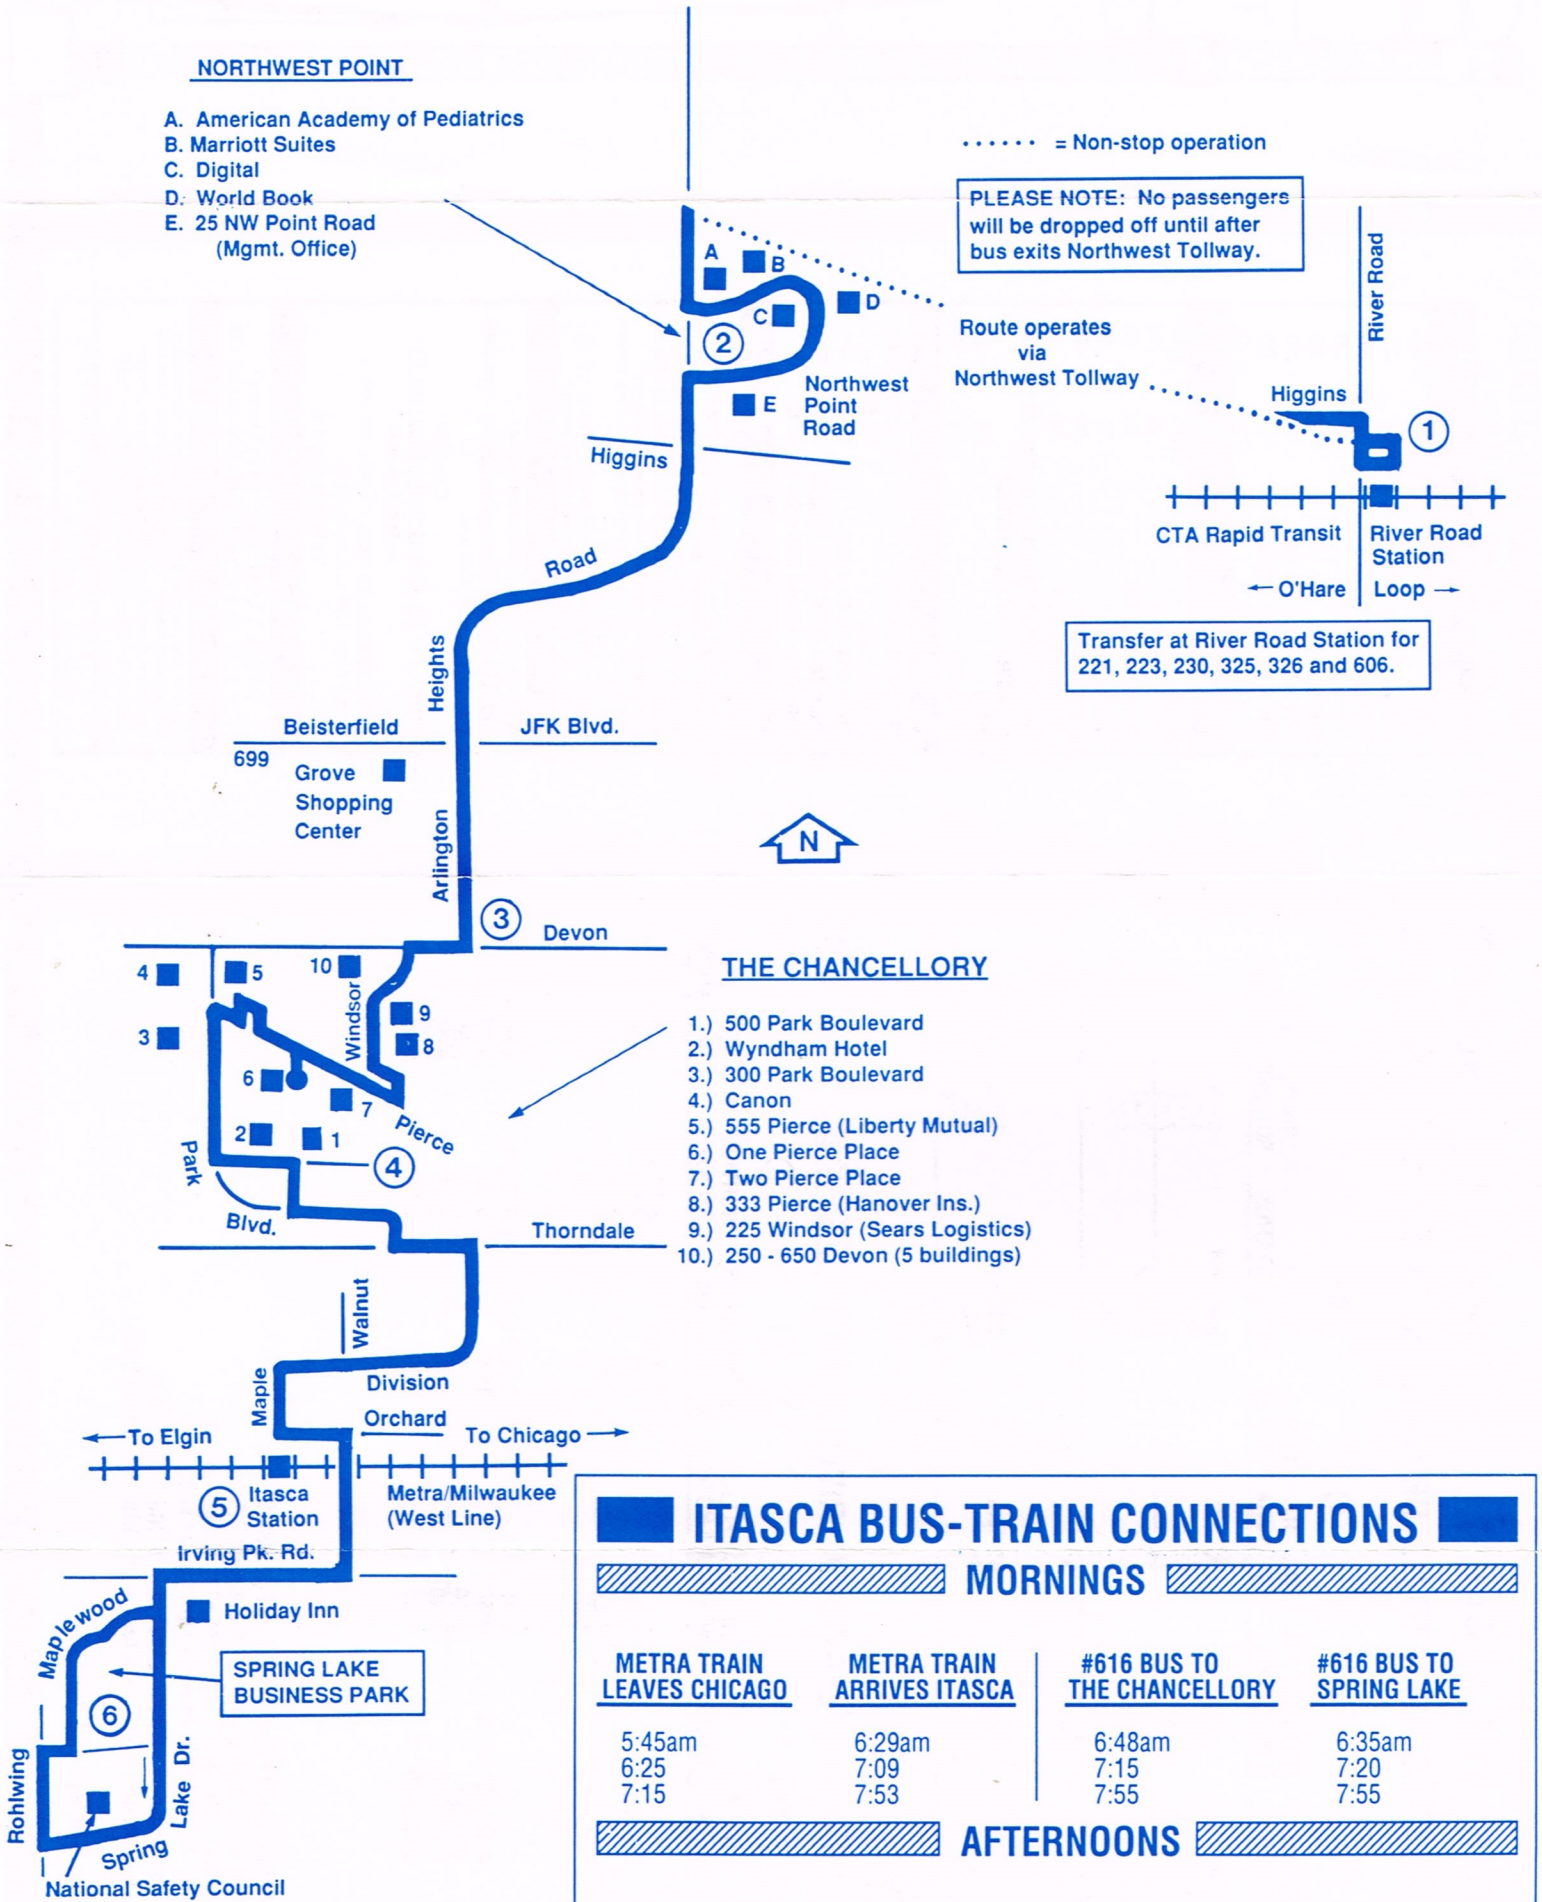 NORTHWEST POINT
A. American Academy of Pediatrics
B. Marriott Suites
C. Digital
D. World Book
E. 25 NW Point Road
(Mgmt. Office)
...... = Non-stop operation
PLEASE NOTE: No passengers
will be dropped off until after
bus exits Northwest Tollway.
River Road
A
B
C
D
2
E
Northwest
Point
Road
Route operates
via
Northwest Tollway
Higgins
1
Higgins
CTA Rapid Transit
River Road
Station
← O'Hare
Loop →
Transfer at River Road Station for
221, 223, 230, 325, 326 and 606.
Road
Heights
Beisterfield
JFK Blvd.
699
Grove
Shopping
Center
Arlington
N
3
Devon
4
5
10
Windsor
9
3
8
6
7
Pierce
2
1
4
Park
Blvd.
THE CHANCELLORY
1.) 500 Park Boulevard
2.) Wyndham Hotel
3.) 300 Park Boulevard
4.) Canon
5.) 555 Pierce (Liberty Mutual)
6.) One Pierce Place
7.) Two Pierce Place
8.) 333 Pierce (Hanover Ins.)
9.) 225 Windsor (Sears Logistics)
10.) 250 - 650 Devon (5 buildings)
Thorndale
Walnut
Maple
Division
Orchard
← To Elgin
To Chicago →
5
Itasca
Station
Metra/Milwaukee
(West Line)
Irving Pk. Rd.
Maplewood
Holiday Inn
SPRING LAKE
BUSINESS PARK
6
Rohlwing
Lake Dr.
Spring
National Safety Council
ITASCA BUS-TRAIN CONNECTIONS
MORNINGS
METRA TRAIN METRA TRAIN #616 BUS TO #616 BUS TO
LEAVES CHICAGO ARRIVES ITASCA THE CHANCELLORY SPRING LAKE
5:45am 6:29am 6:48am 6:35am
6:25 7:09 7:15 7:20
7:15 7:53 7:55 7:55
AFTERNOONS